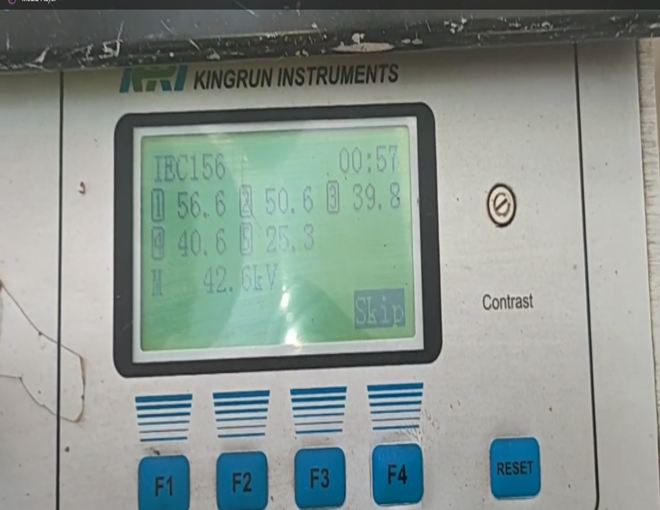 KRI KINGRUN INSTRUMENTS
IEC156 00:57
1 56.6 2 50.6 3 39.8
4 40.6 5 25.3
M 42.6kV
Skip
Contrast
F1 F2 F3 F4 RESET